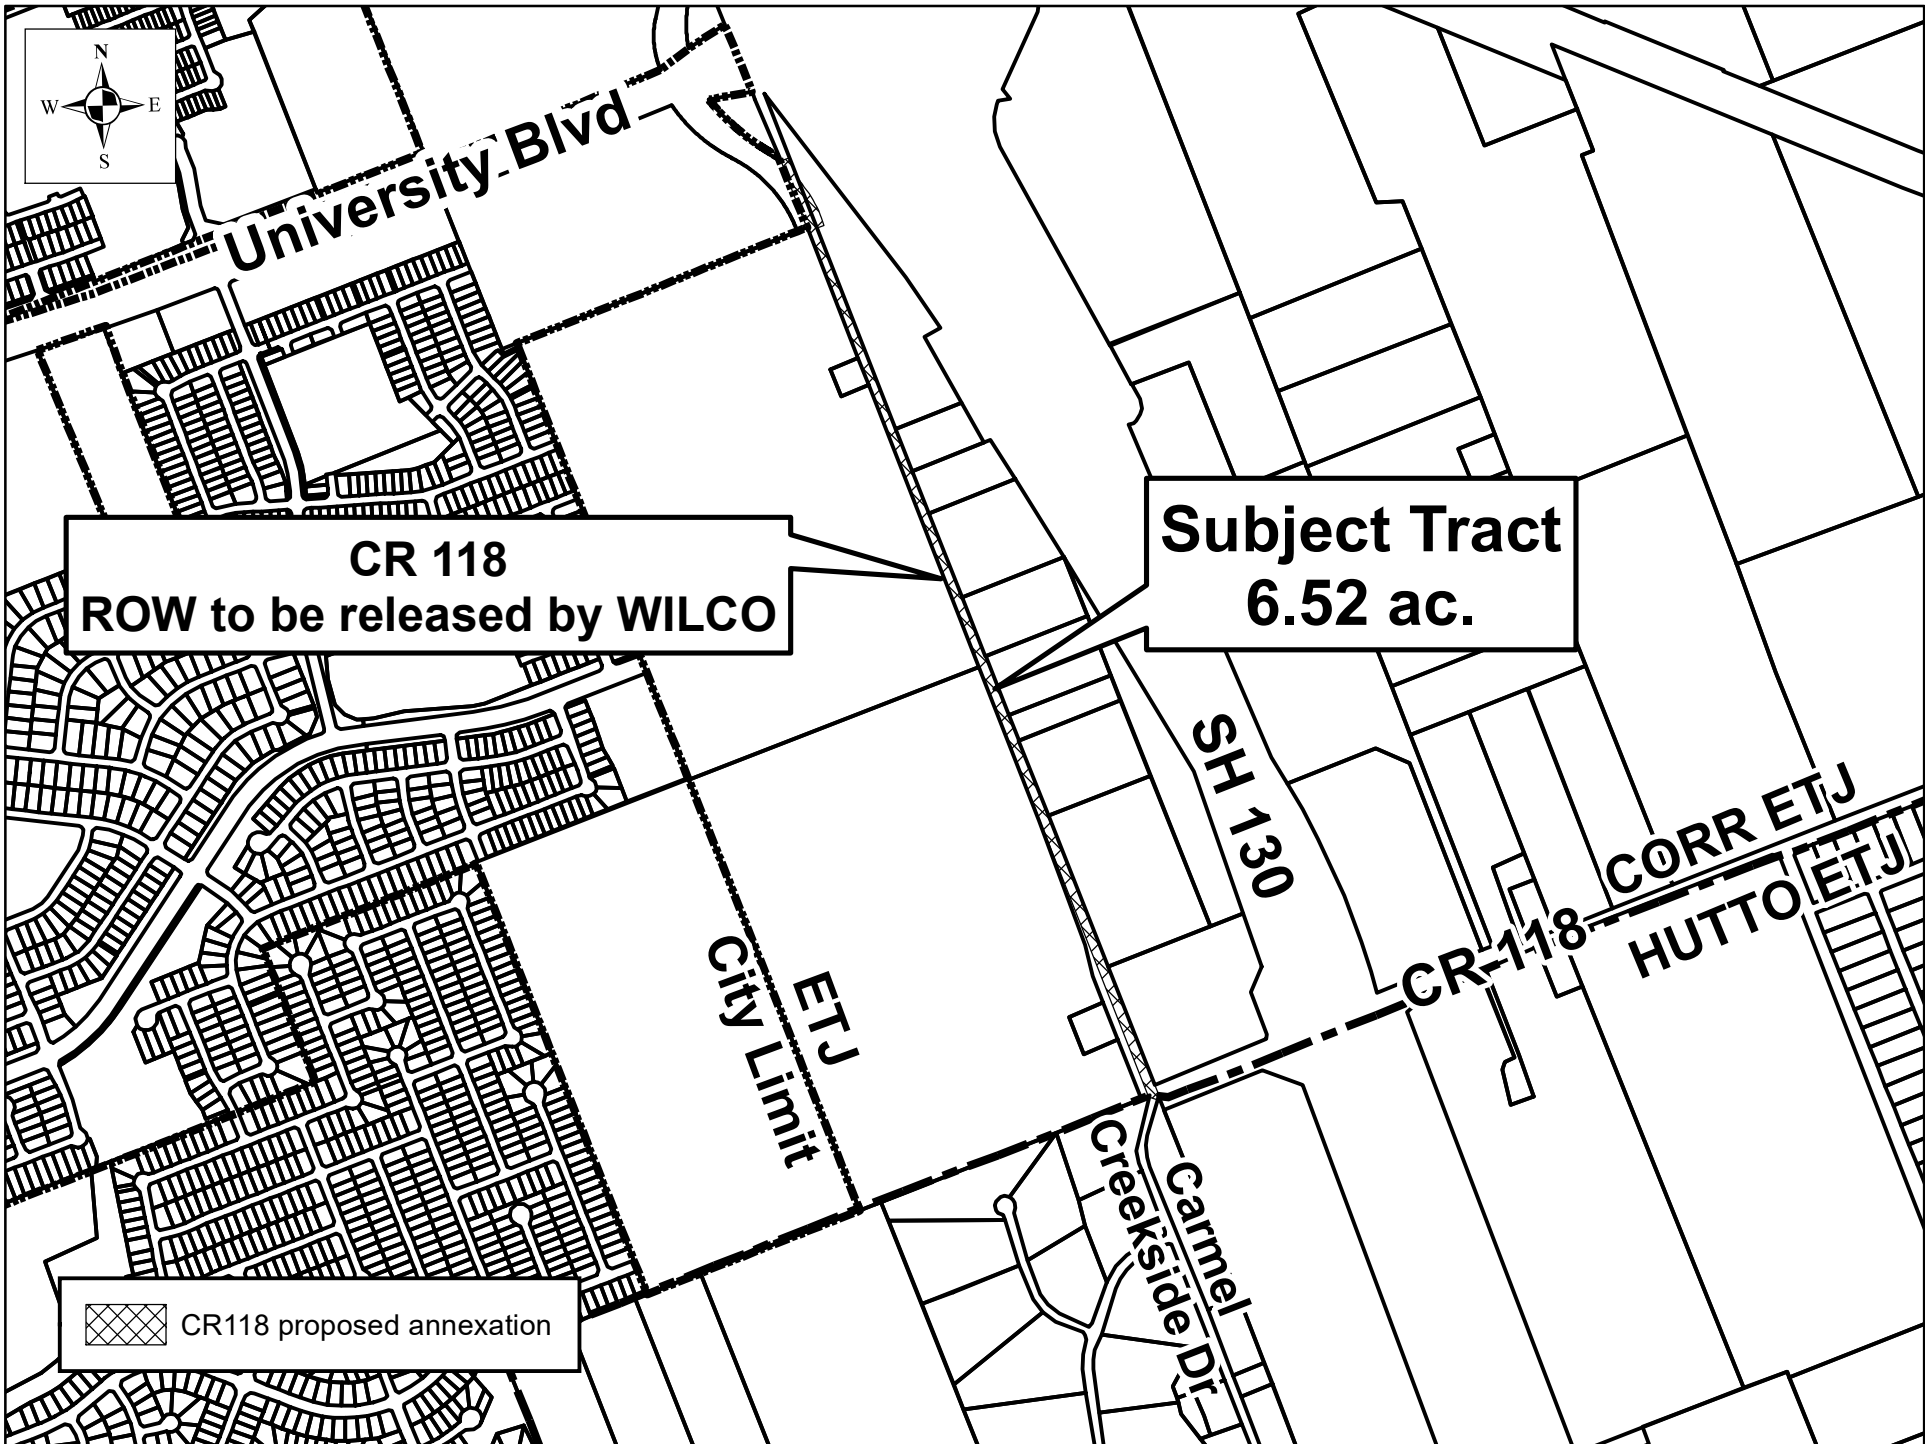 N
W
E
S
University Blvd
CR 118
ROW to be released by WILCO
Subject Tract
6.52 ac.
SH 130
CORR ETJ
HUTTO ETJ
CR 118
ETJ
City Limit
Carmel
Creekside Dr
CR118 proposed annexation